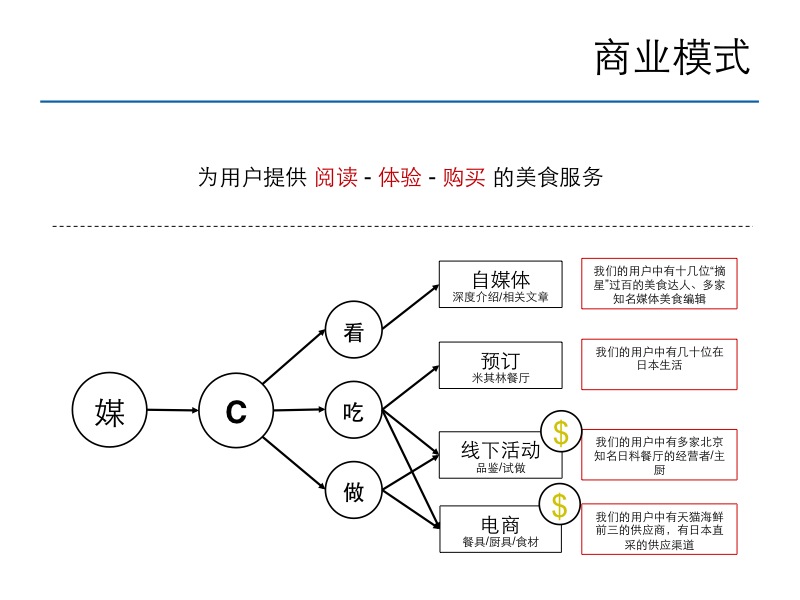 商业模式
为用户提供 阅读 - 体验 - 购买 的美食服务
媒
C
看
吃
做
自媒体
深度介绍/相关文章
我们的用户中有十几位“摘
星”过百的美食达人、多家
知名媒体美食编辑
预订
米其林餐厅
我们的用户中有几十位在
日本生活
线下活动
品鉴/试做
$
我们的用户中有多家北京
知名日料餐厅的经营者/主
厨
电商
餐具/厨具/食材
$
我们的用户中有天猫海鲜
前三的供应商，有日本直
采的供应渠道